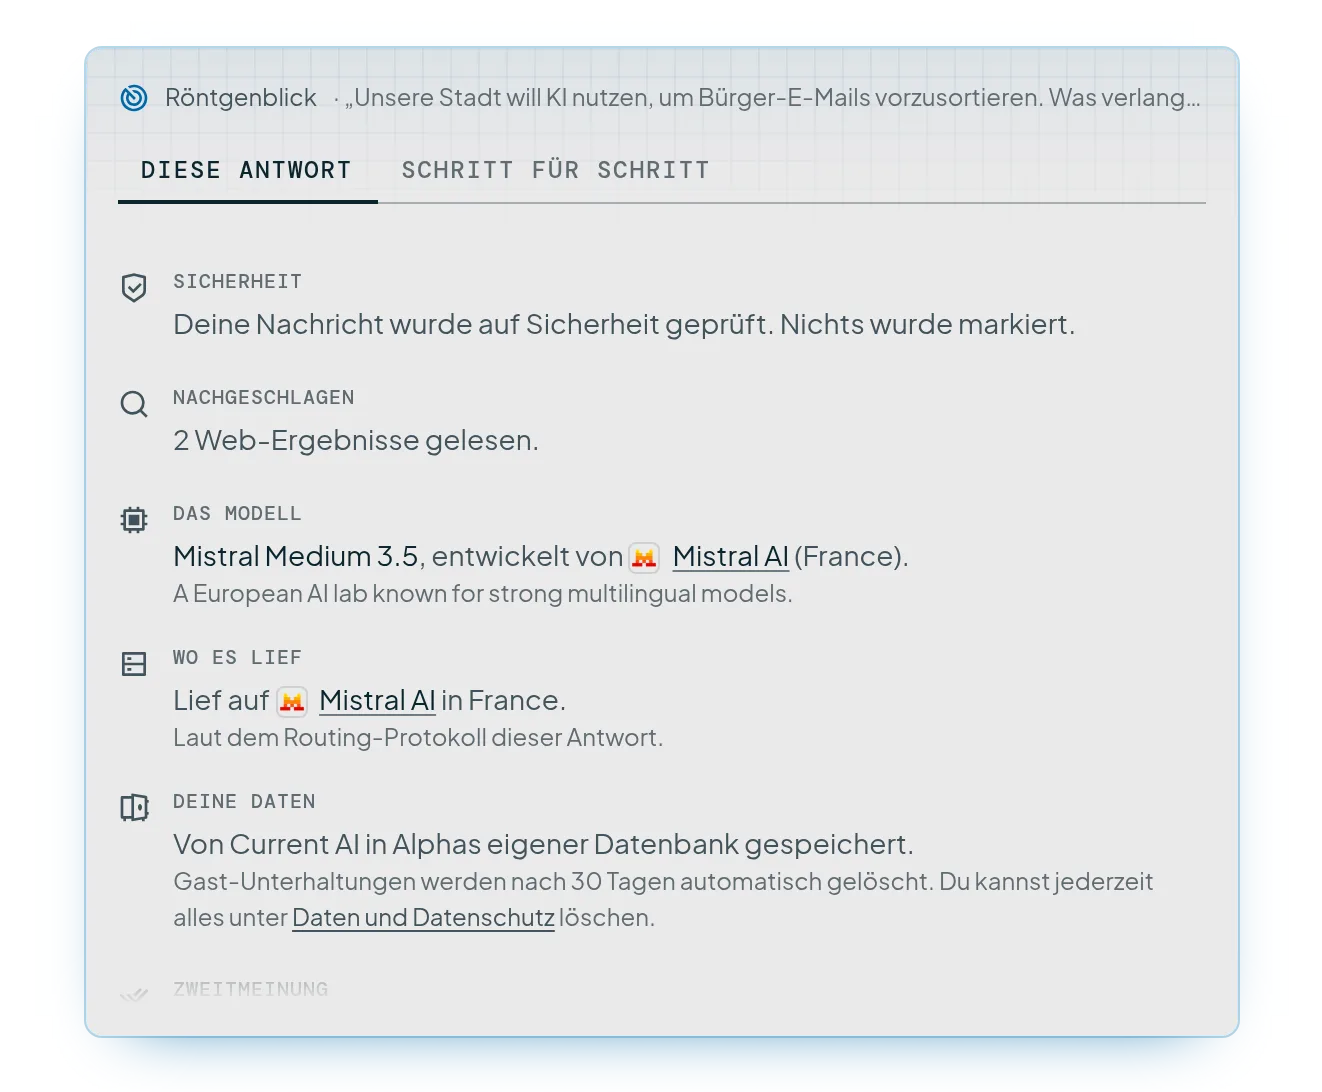 Röntgenblick · „Unsere Stadt will KI nutzen, um Bürger-E-Mails vorzusortieren. Was verlang…
DIESE ANTWORT SCHRITT FÜR SCHRITT
SICHERHEIT
Deine Nachricht wurde auf Sicherheit geprüft. Nichts wurde markiert.
NACHGESCHLAGEN
2 Web-Ergebnisse gelesen.
DAS MODELL
Mistral Medium 3.5, entwickelt von Mistral AI (France).
A European AI lab known for strong multilingual models.
WO ES LIEF
Lief auf Mistral AI in France.
Laut dem Routing-Protokoll dieser Antwort.
DEINE DATEN
Von Current AI in Alphas eigener Datenbank gespeichert.
Gast-Unterhaltungen werden nach 30 Tagen automatisch gelöscht. Du kannst jederzeit
alles unter Daten und Datenschutz löschen.
ZWEITMEINUNG